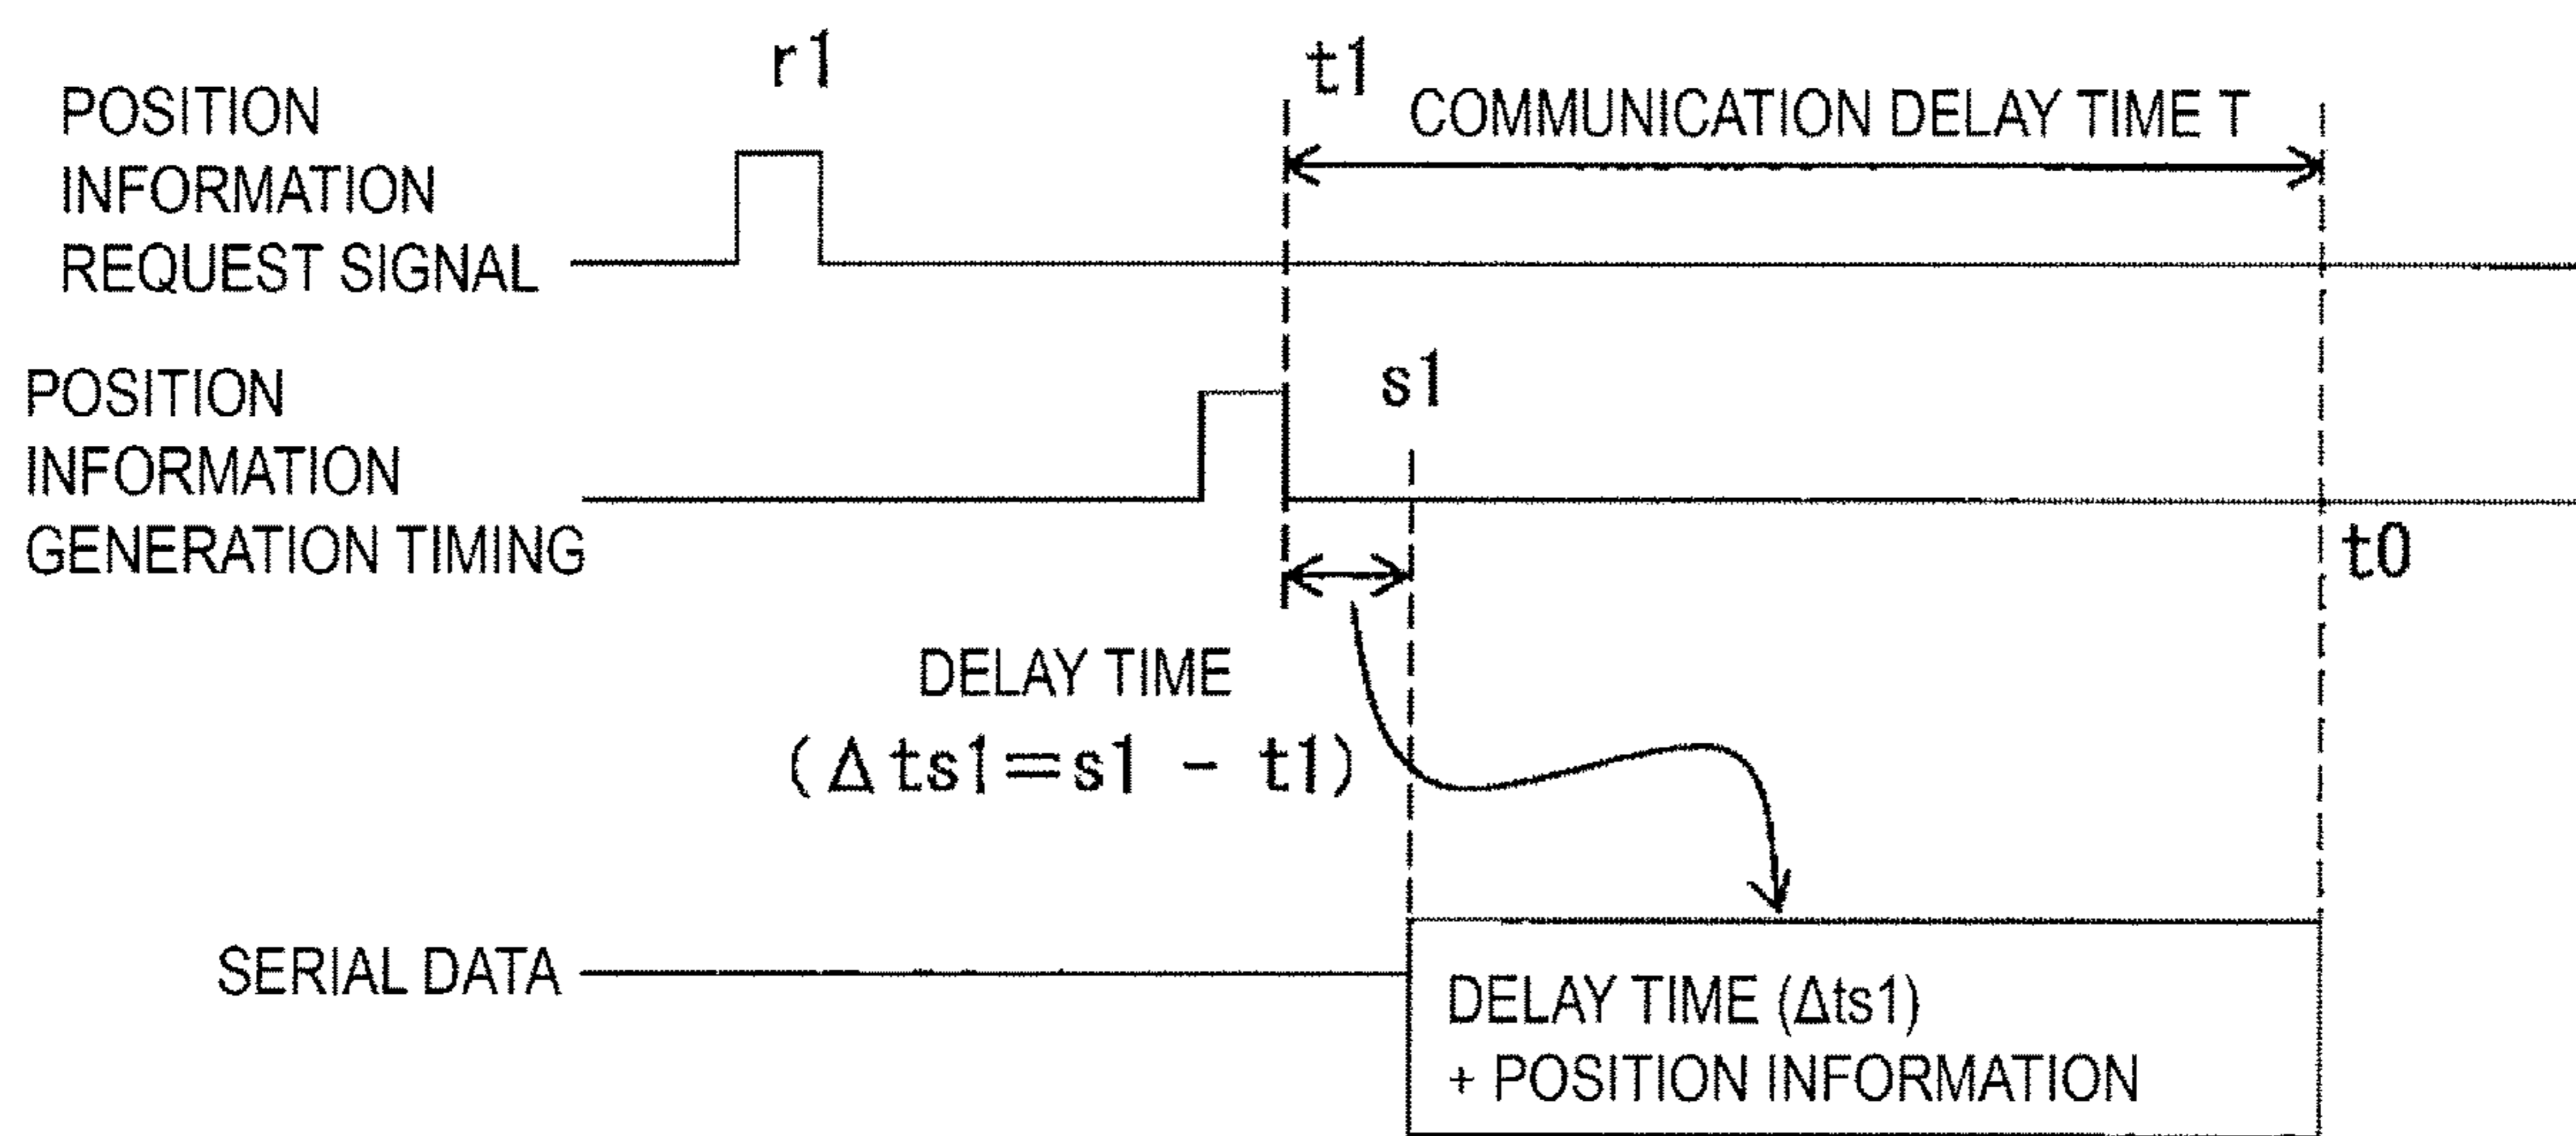 r1
t1
POSITION
INFORMATION
REQUEST SIGNAL
COMMUNICATION DELAY TIME T
POSITION
INFORMATION
GENERATION TIMING
s1
t0
DELAY TIME
(Δts1=s1 - t1)
SERIAL DATA
DELAY TIME (Δts1)
+ POSITION INFORMATION